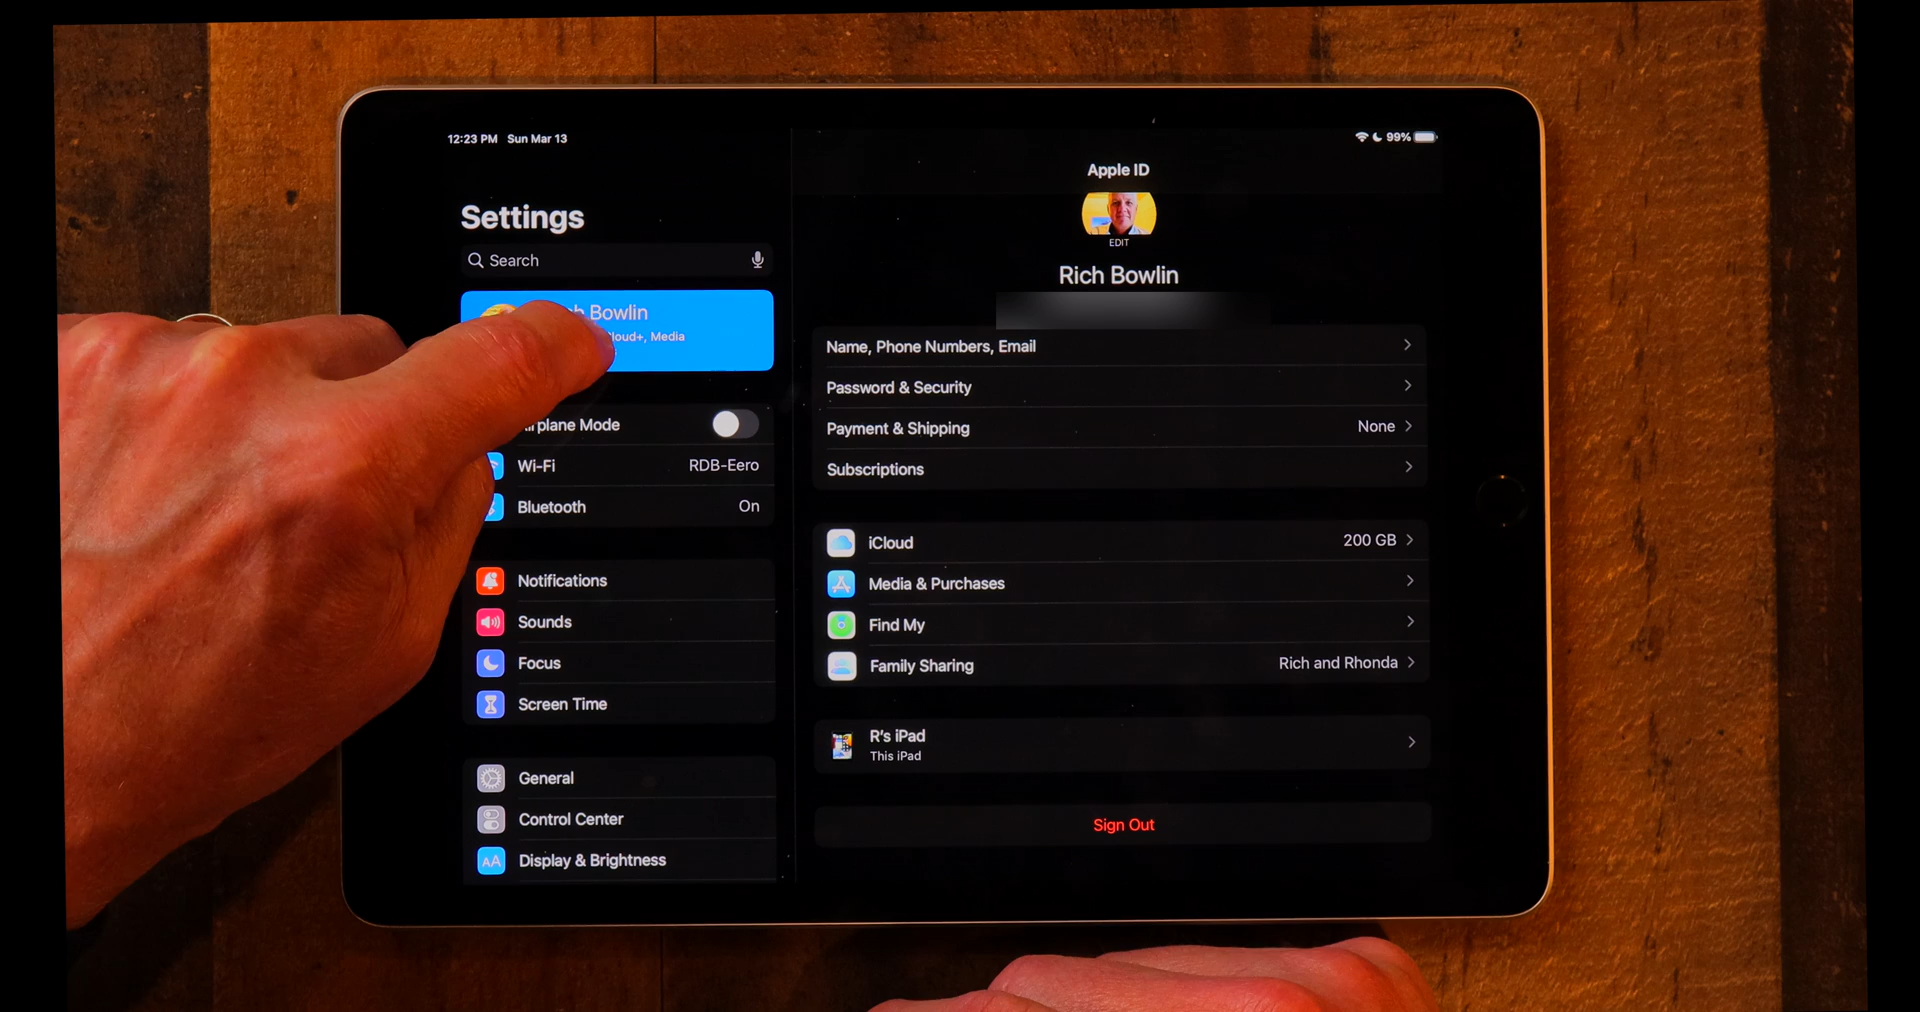 12:23 PM Sun Mar 13
99%
Settings
Search
Bowlin
Media
Airplane Mode
Wi-Fi RDB-Eero
Bluetooth On
Notifications
Sounds
Focus
Screen Time
General
Control Center
AA Display & Brightness
Apple ID
EDIT
Rich Bowlin
Name, Phone Numbers, Email
Password & Security
Payment & Shipping None
Subscriptions
iCloud 200 GB
Media & Purchases
Find My
Family Sharing Rich and Rhonda
R's iPad
This iPad
Sign Out